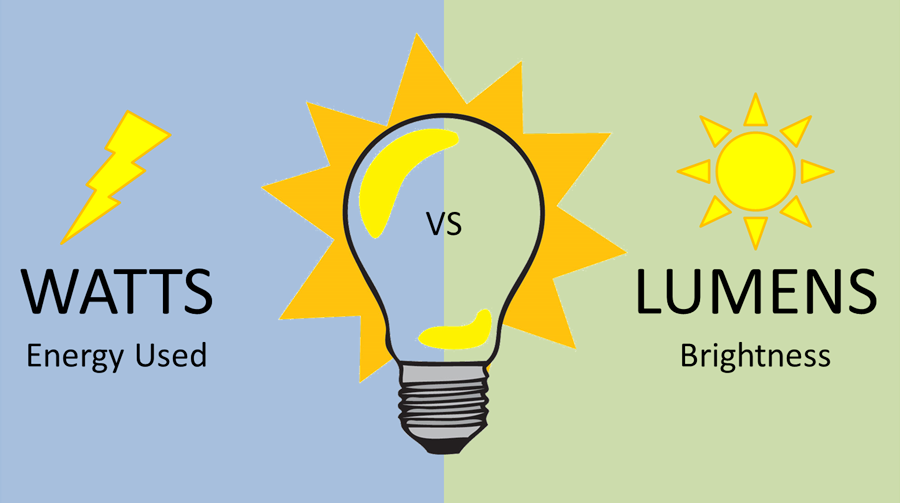 WATTS
Energy Used
VS
LUMENS
Brightness